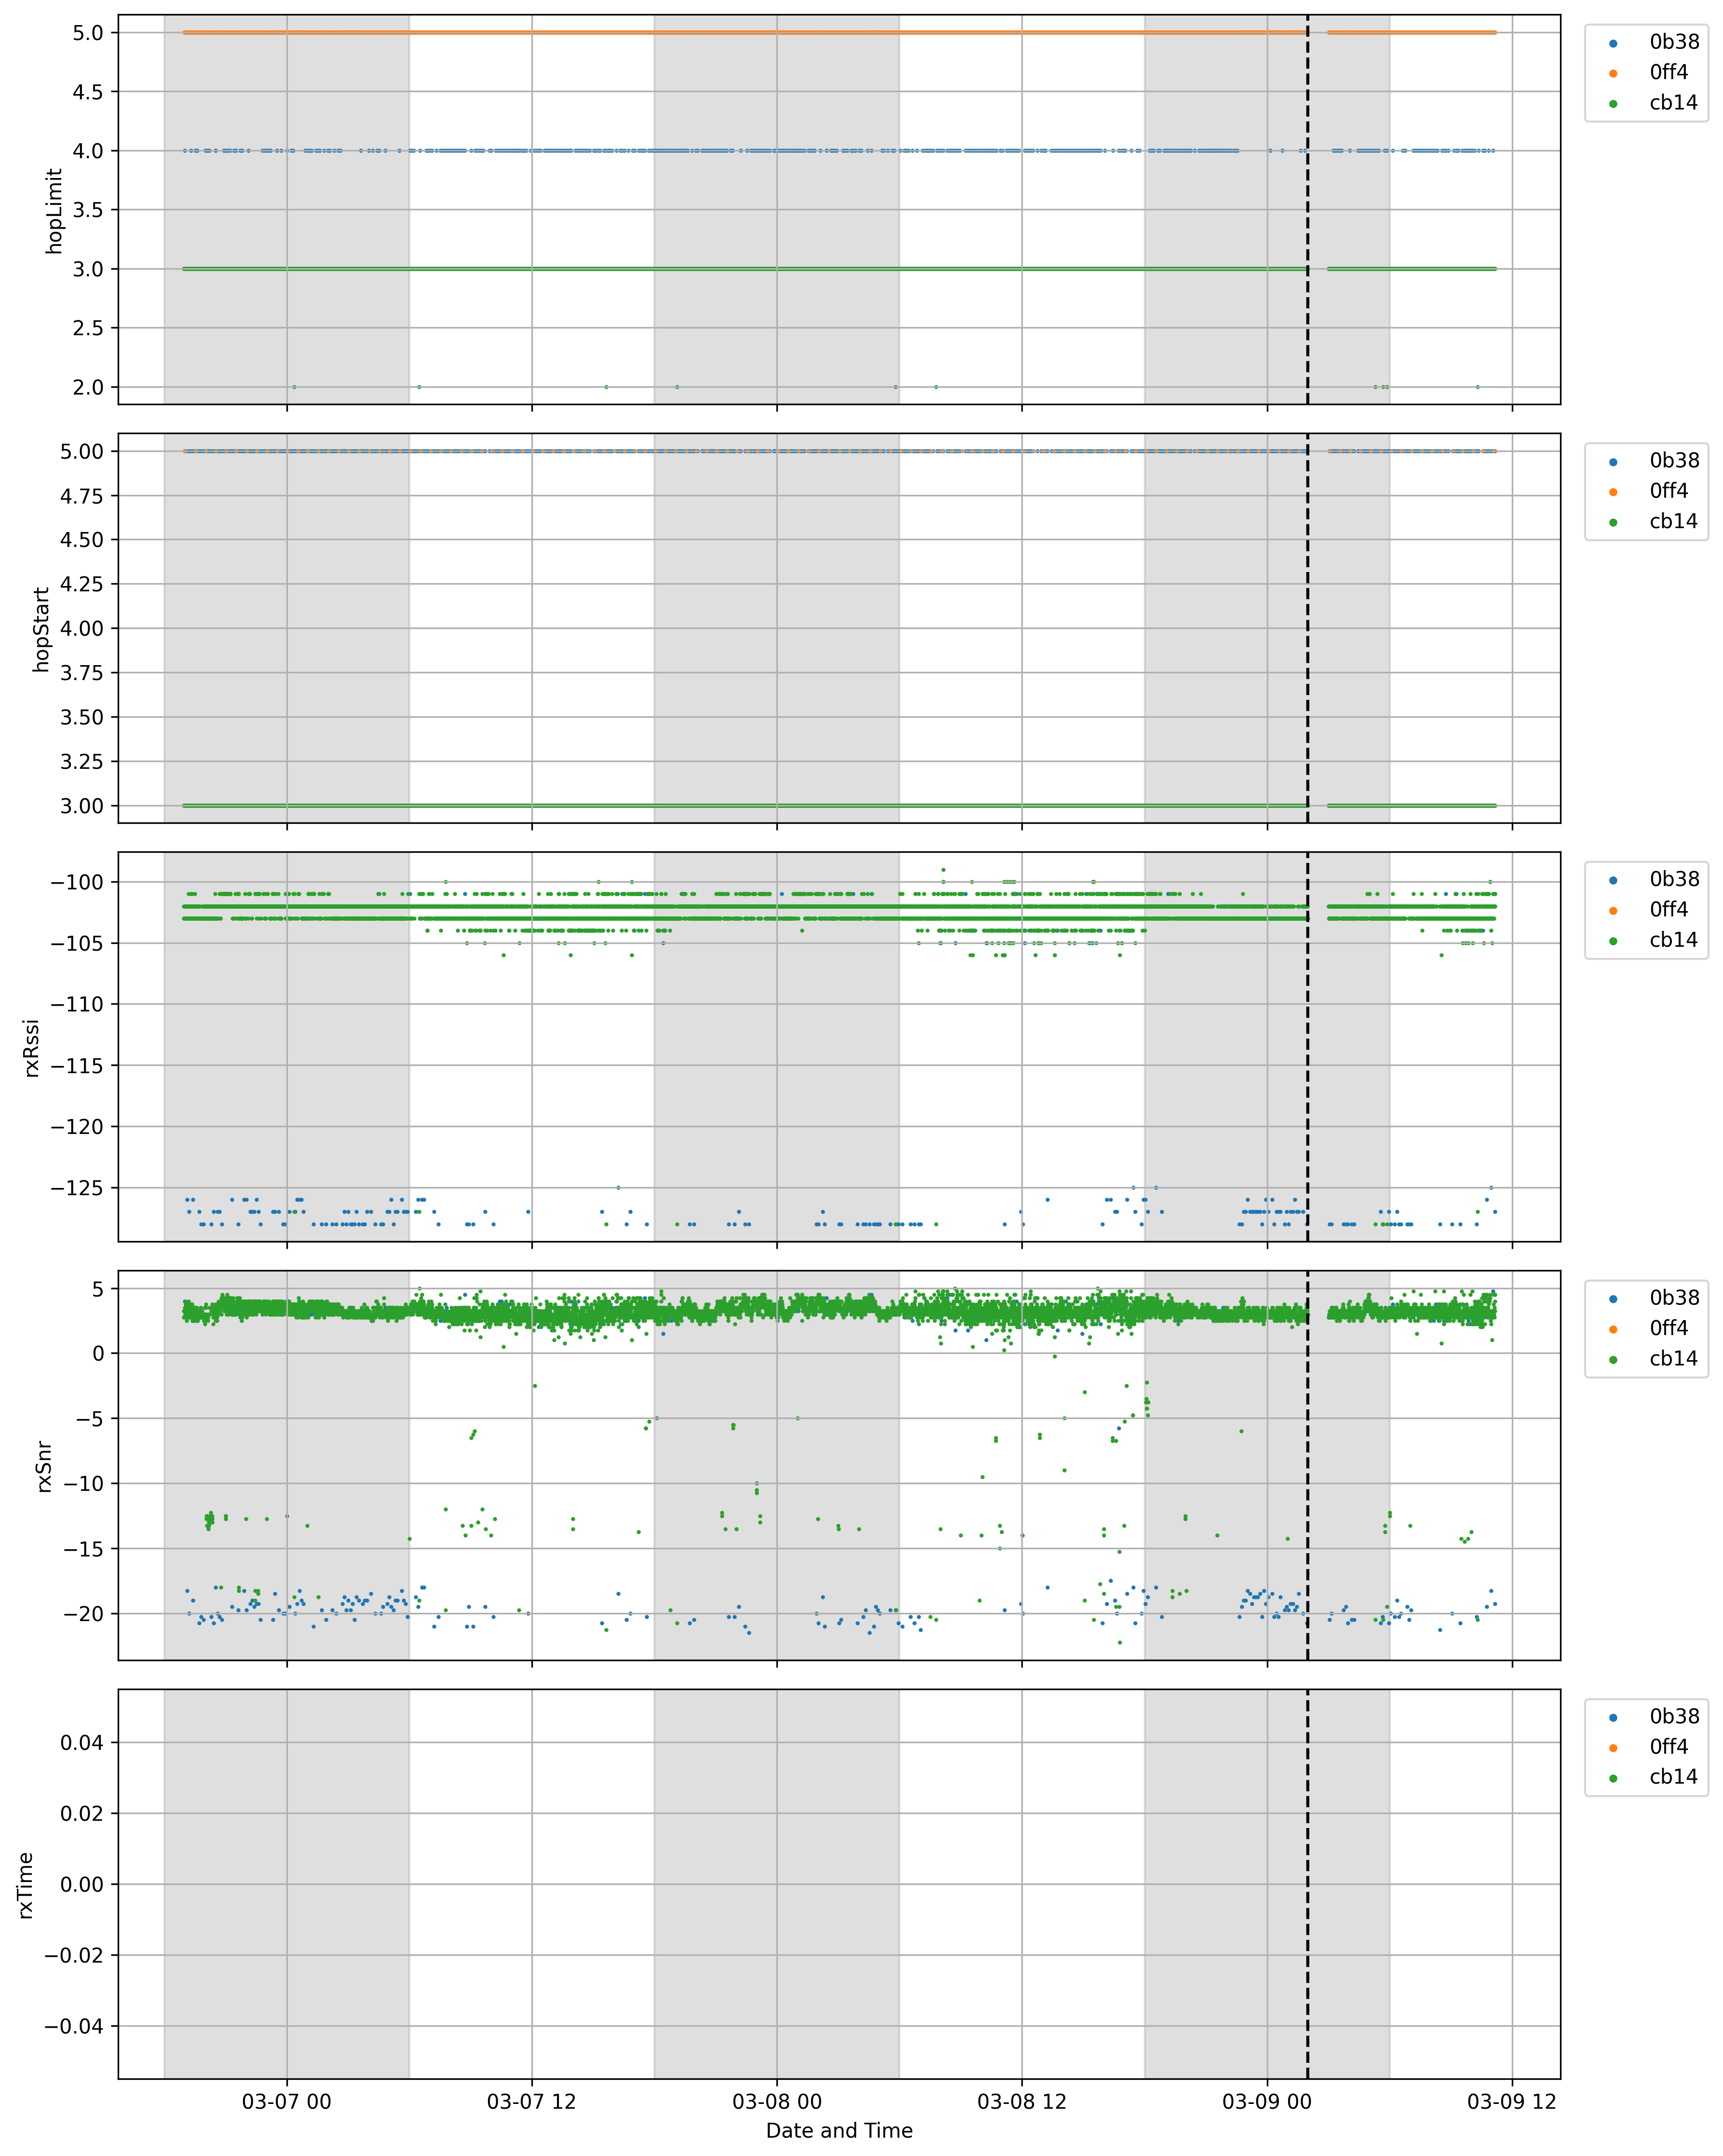 5.0
4.5
4.0
3.5
3.0
2.5
2.0
hopLimit
0b38
0ff4
cb14
5.00
4.75
4.50
4.25
4.00
3.75
3.50
3.25
3.00
hopStart
0b38
0ff4
cb14
−100
−105
−110
−115
−120
−125
rxRssi
0b38
0ff4
cb14
5
0
−5
−10
−15
−20
rxSnr
0b38
0ff4
cb14
0.04
0.02
0.00
−0.02
−0.04
rxTime
0b38
0ff4
cb14
03-07 00
03-07 12
03-08 00
03-08 12
03-09 00
03-09 12
Date and Time